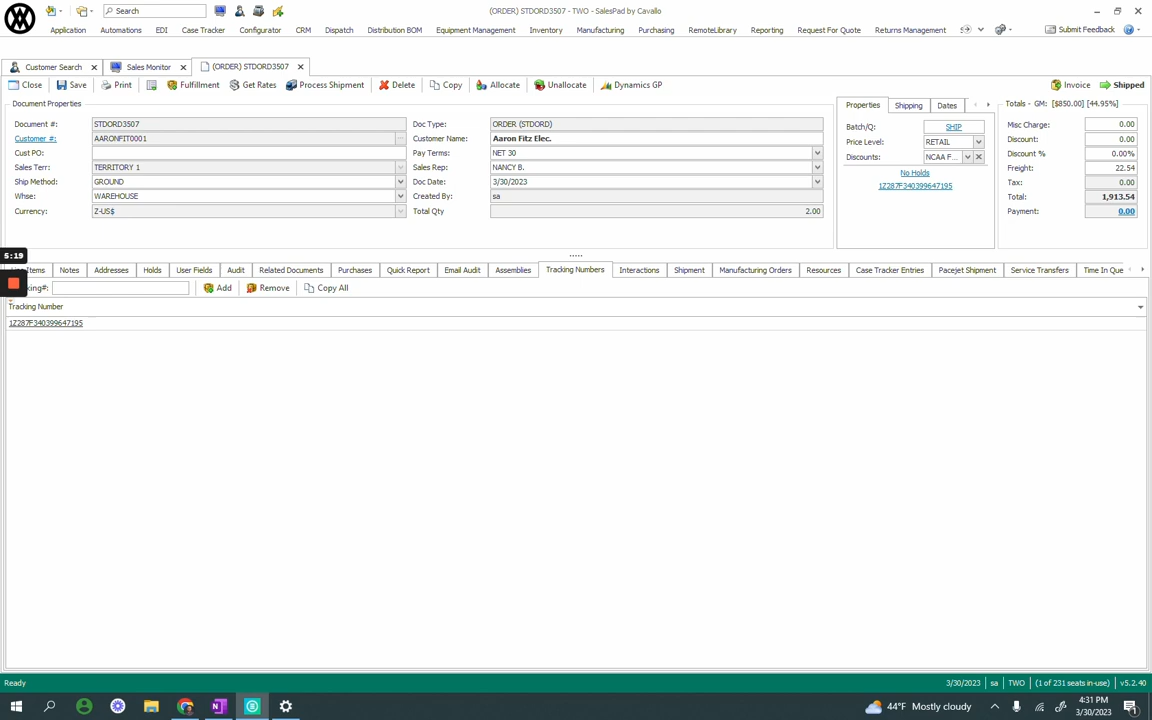 Search
(ORDER) STDORD3507 - TWO - SalesPad by Cavallo
Application Automations EDI Case Tracker Configurator CRM Dispatch Distribution BOM Equipment Management Inventory Manufacturing Purchasing RemoteLibrary Reporting Request For Quote Returns Management Submit Feedback
Customer Search Sales Monitor (ORDER) STDORD3507
Close Save Print Fulfillment Get Rates Process Shipment Delete Copy Allocate Unallocate Dynamics GP Invoice Shipped
Document Properties
Document #: STDORD3507
Customer #: AARONFIT0001
Cust PO:
Sales Terr: TERRITORY 1
Ship Method: GROUND
Whse: WAREHOUSE
Currency: Z-US$
Doc Type: ORDER (STDORD)
Customer Name: Aaron Fitz Elec.
Pay Terms: NET 30
Sales Rep: NANCY B.
Doc Date: 3/30/2023
Created By: sa
Total Qty 2.00
Properties Shipping Dates
Batch/Q: SHIP
Price Level: RETAIL
Discounts: NCAA F...
No Holds
1Z287F340399647195
Totals - GM: [$850.00] [44.95%]
Misc Charge: 0.00
Discount: 0.00
Discount % 0.00%
Freight: 22.54
Tax: 0.00
Total: 1,913.54
Payment: 0.00
5:19
Items Notes Addresses Holds User Fields Audit Related Documents Purchases Quick Report Email Audit Assemblies Tracking Numbers Interactions Shipment Manufacturing Orders Resources Case Tracker Entries Pacejet Shipment Service Transfers Time In Que
king#: Add Remove Copy All
Tracking Number
1Z287F340399647195
Ready 3/30/2023 sa TWO (1 of 231 seats in-use) v5.2.40
44°F Mostly cloudy 4:31 PM
3/30/2023
1